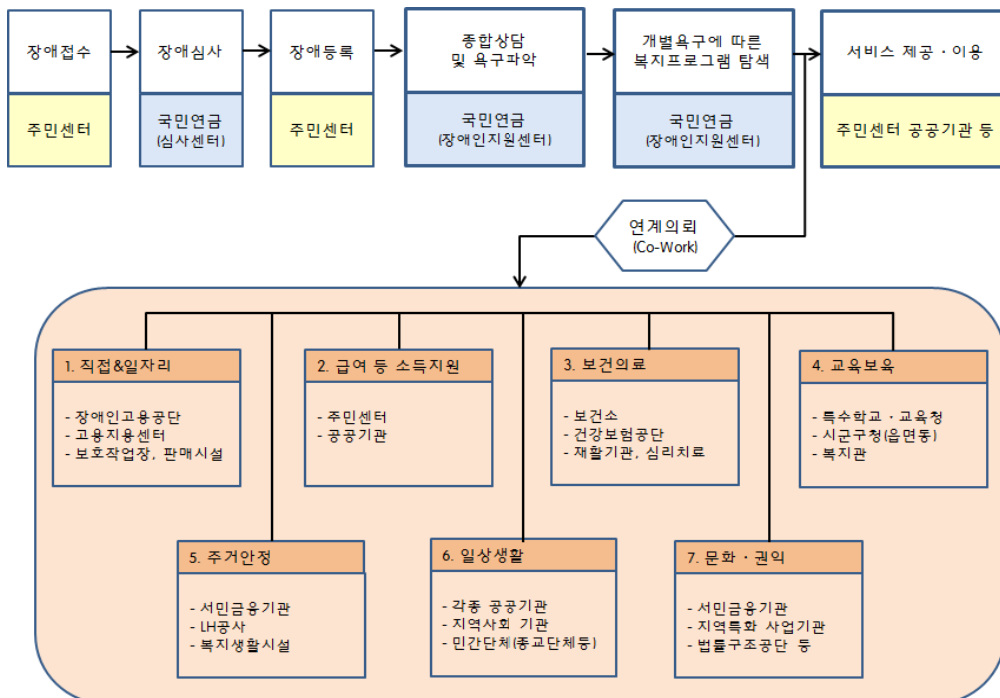 장애접수
주민센터
장애심사
국민연금
(심사센터)
장애등록
주민센터
종합상담
및 욕구파악
국민연금
(장애인지원센터)
개별욕구에 따른
복지프로그램 탐색
국민연금
(장애인지원센터)
서비스 제공·이용
주민센터 공공기관 등
연계의뢰
(Co-Work)
1. 직접&일자리
- 장애인고용공단
- 고용지용센터
- 보호작업장, 판매시설
2. 급여 등 소득지원
- 주민센터
- 공공기관
3. 보건의료
- 보건소
- 건강보험공단
- 재활기관, 심리치료
4. 교육보육
- 특수학교·교육청
- 시군구청(읍면동)
- 복지관
5. 주거안정
- 서민금융기관
- LH공사
- 복지생활시설
6. 일상생활
- 각종 공공기관
- 지역사회 기관
- 민간단체(종교단체등)
7. 문화·권익
- 서민금융기관
- 지역특화 사업기관
- 법률구조공단 등